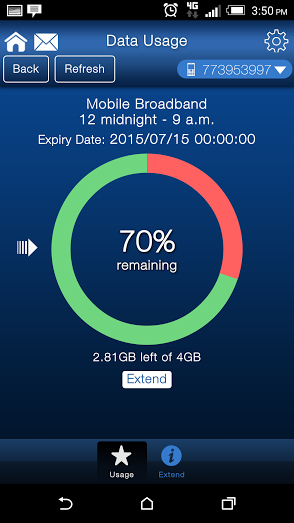 4G
3:50 PM
Data Usage
Back
Refresh
773953997
Mobile Broadband
12 midnight - 9 a.m.
Expiry Date: 2015/07/15 00:00:00
70%
remaining
2.81GB left of 4GB
Extend
Usage
Extend